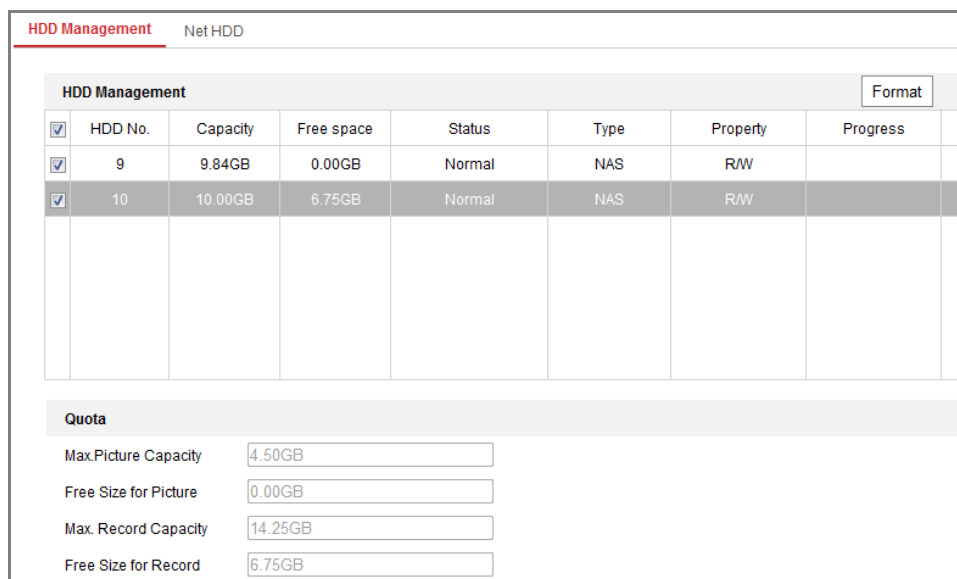 HDD Management Net HDD
HDD Management Format
HDD No. Capacity Free space Status Type Property Progress
9 9.84GB 0.00GB Normal NAS R/W
10 10.00GB 6.75GB Normal NAS R/W
Quota
Max.Picture Capacity 4.50GB
Free Size for Picture 0.00GB
Max. Record Capacity 14.25GB
Free Size for Record 6.75GB